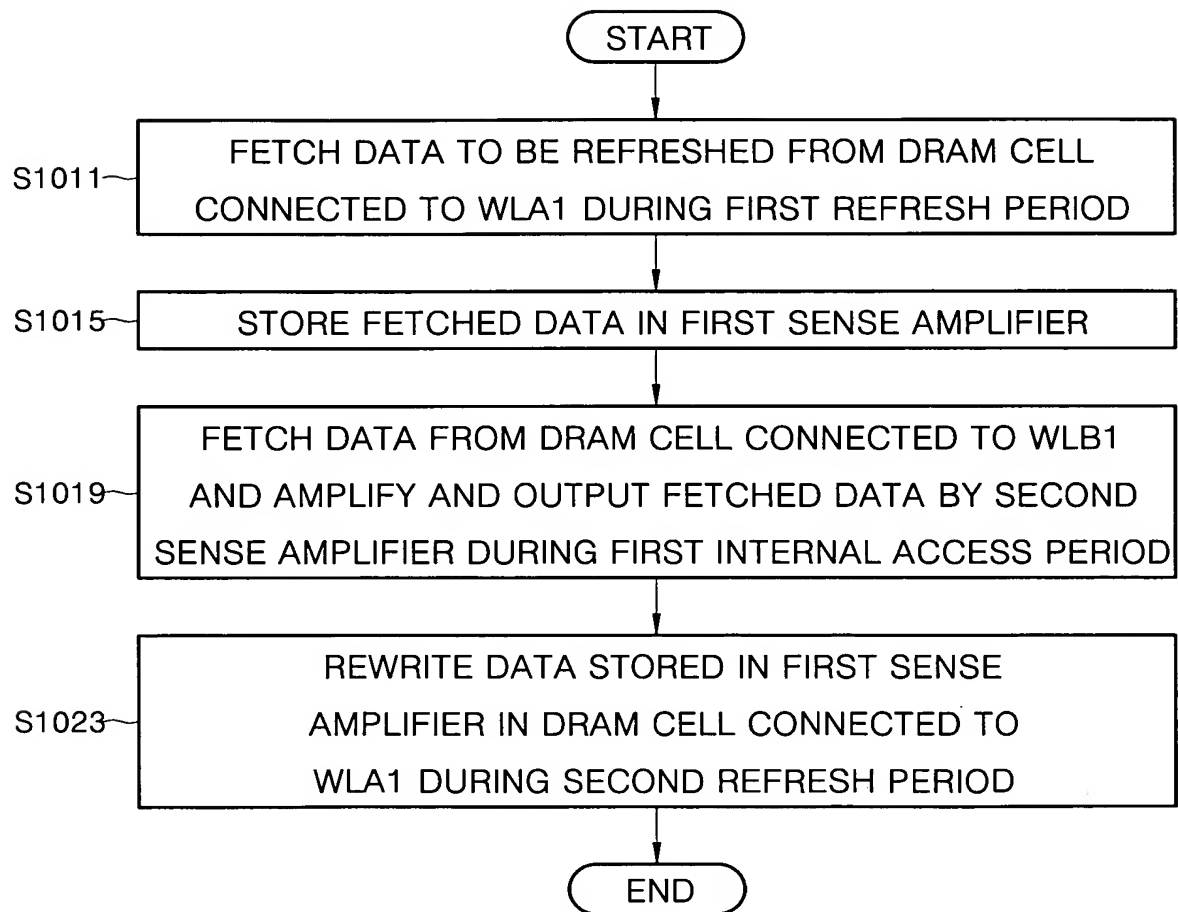 START
S1011
FETCH DATA TO BE REFRESHED FROM DRAM CELL
CONNECTED TO WLA1 DURING FIRST REFRESH PERIOD
S1015
STORE FETCHED DATA IN FIRST SENSE AMPLIFIER
S1019
FETCH DATA FROM DRAM CELL CONNECTED TO WLB1
AND AMPLIFY AND OUTPUT FETCHED DATA BY SECOND
SENSE AMPLIFIER DURING FIRST INTERNAL ACCESS PERIOD
S1023
REWRITE DATA STORED IN FIRST SENSE
AMPLIFIER IN DRAM CELL CONNECTED TO
WLA1 DURING SECOND REFRESH PERIOD
END